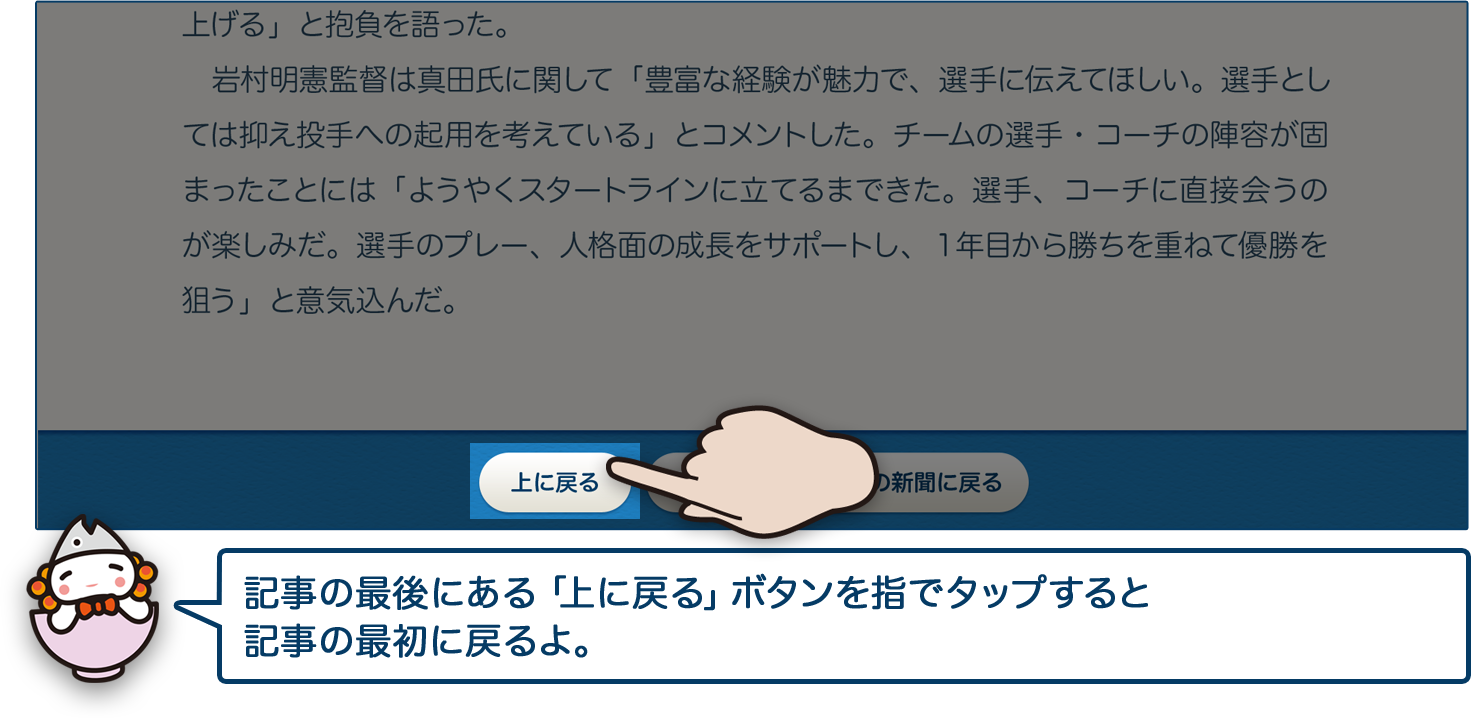 上げる」と抱負を語った。
　岩村明憲監督は真田氏に関して「豊富な経験が魅力で、選手に伝えてほしい。選手とし
ては抑え投手への起用を考えている」とコメントした。チームの選手・コーチの陣容が固
まったことには「ようやくスタートラインに立てるまできた。選手、コーチに直接会うの
が楽しみだ。選手のプレー、人格面の成長をサポートし、1年目から勝ちを重ねて優勝を
狙う」と意気込んだ。
上に戻る
の新聞に戻る
記事の最後にある「上に戻る」ボタンを指でタップすると
記事の最初に戻るよ。